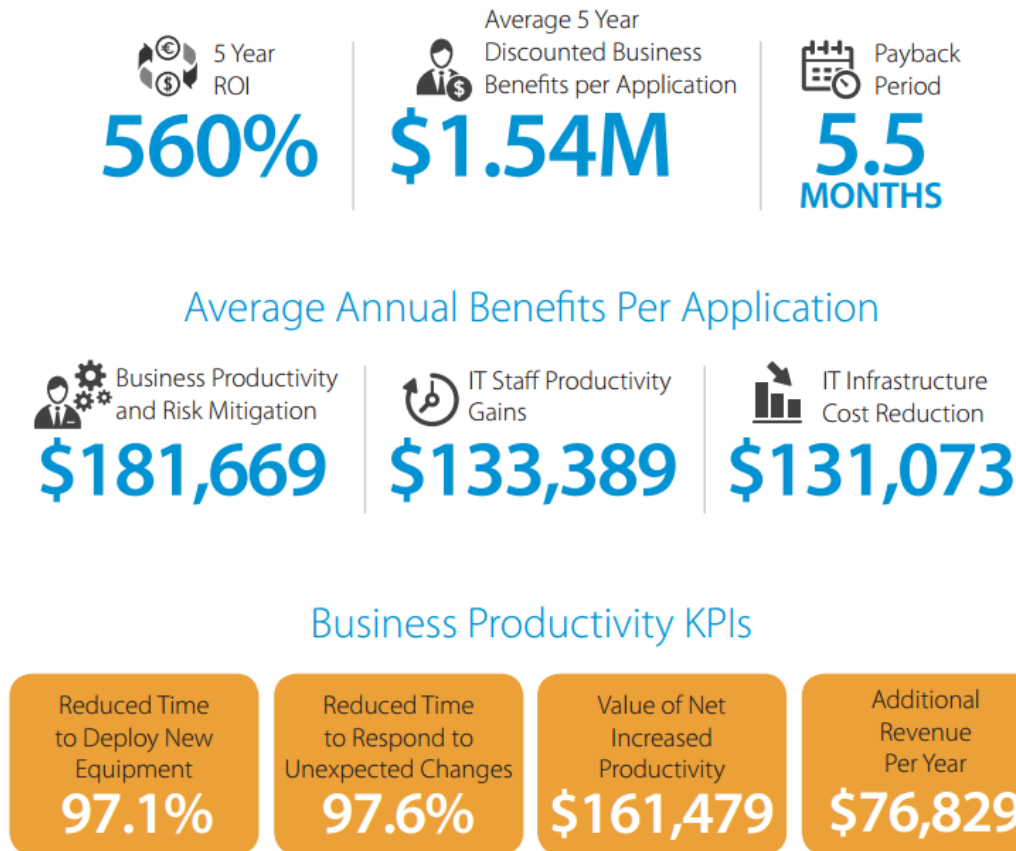 5 Year
ROI
560%
Average 5 Year
Discounted Business
Benefits per Application
$1.54M
Payback
Period
5.5
MONTHS
Average Annual Benefits Per Application
Business Productivity
and Risk Mitigation
$181,669
IT Staff Productivity
Gains
$133,389
IT Infrastructure
Cost Reduction
$131,073
Business Productivity KPIs
Reduced Time
to Deploy New
Equipment
97.1%
Reduced Time
to Respond to
Unexpected Changes
97.6%
Value of Net
Increased
Productivity
$161,479
Additional
Revenue
Per Year
$76,829